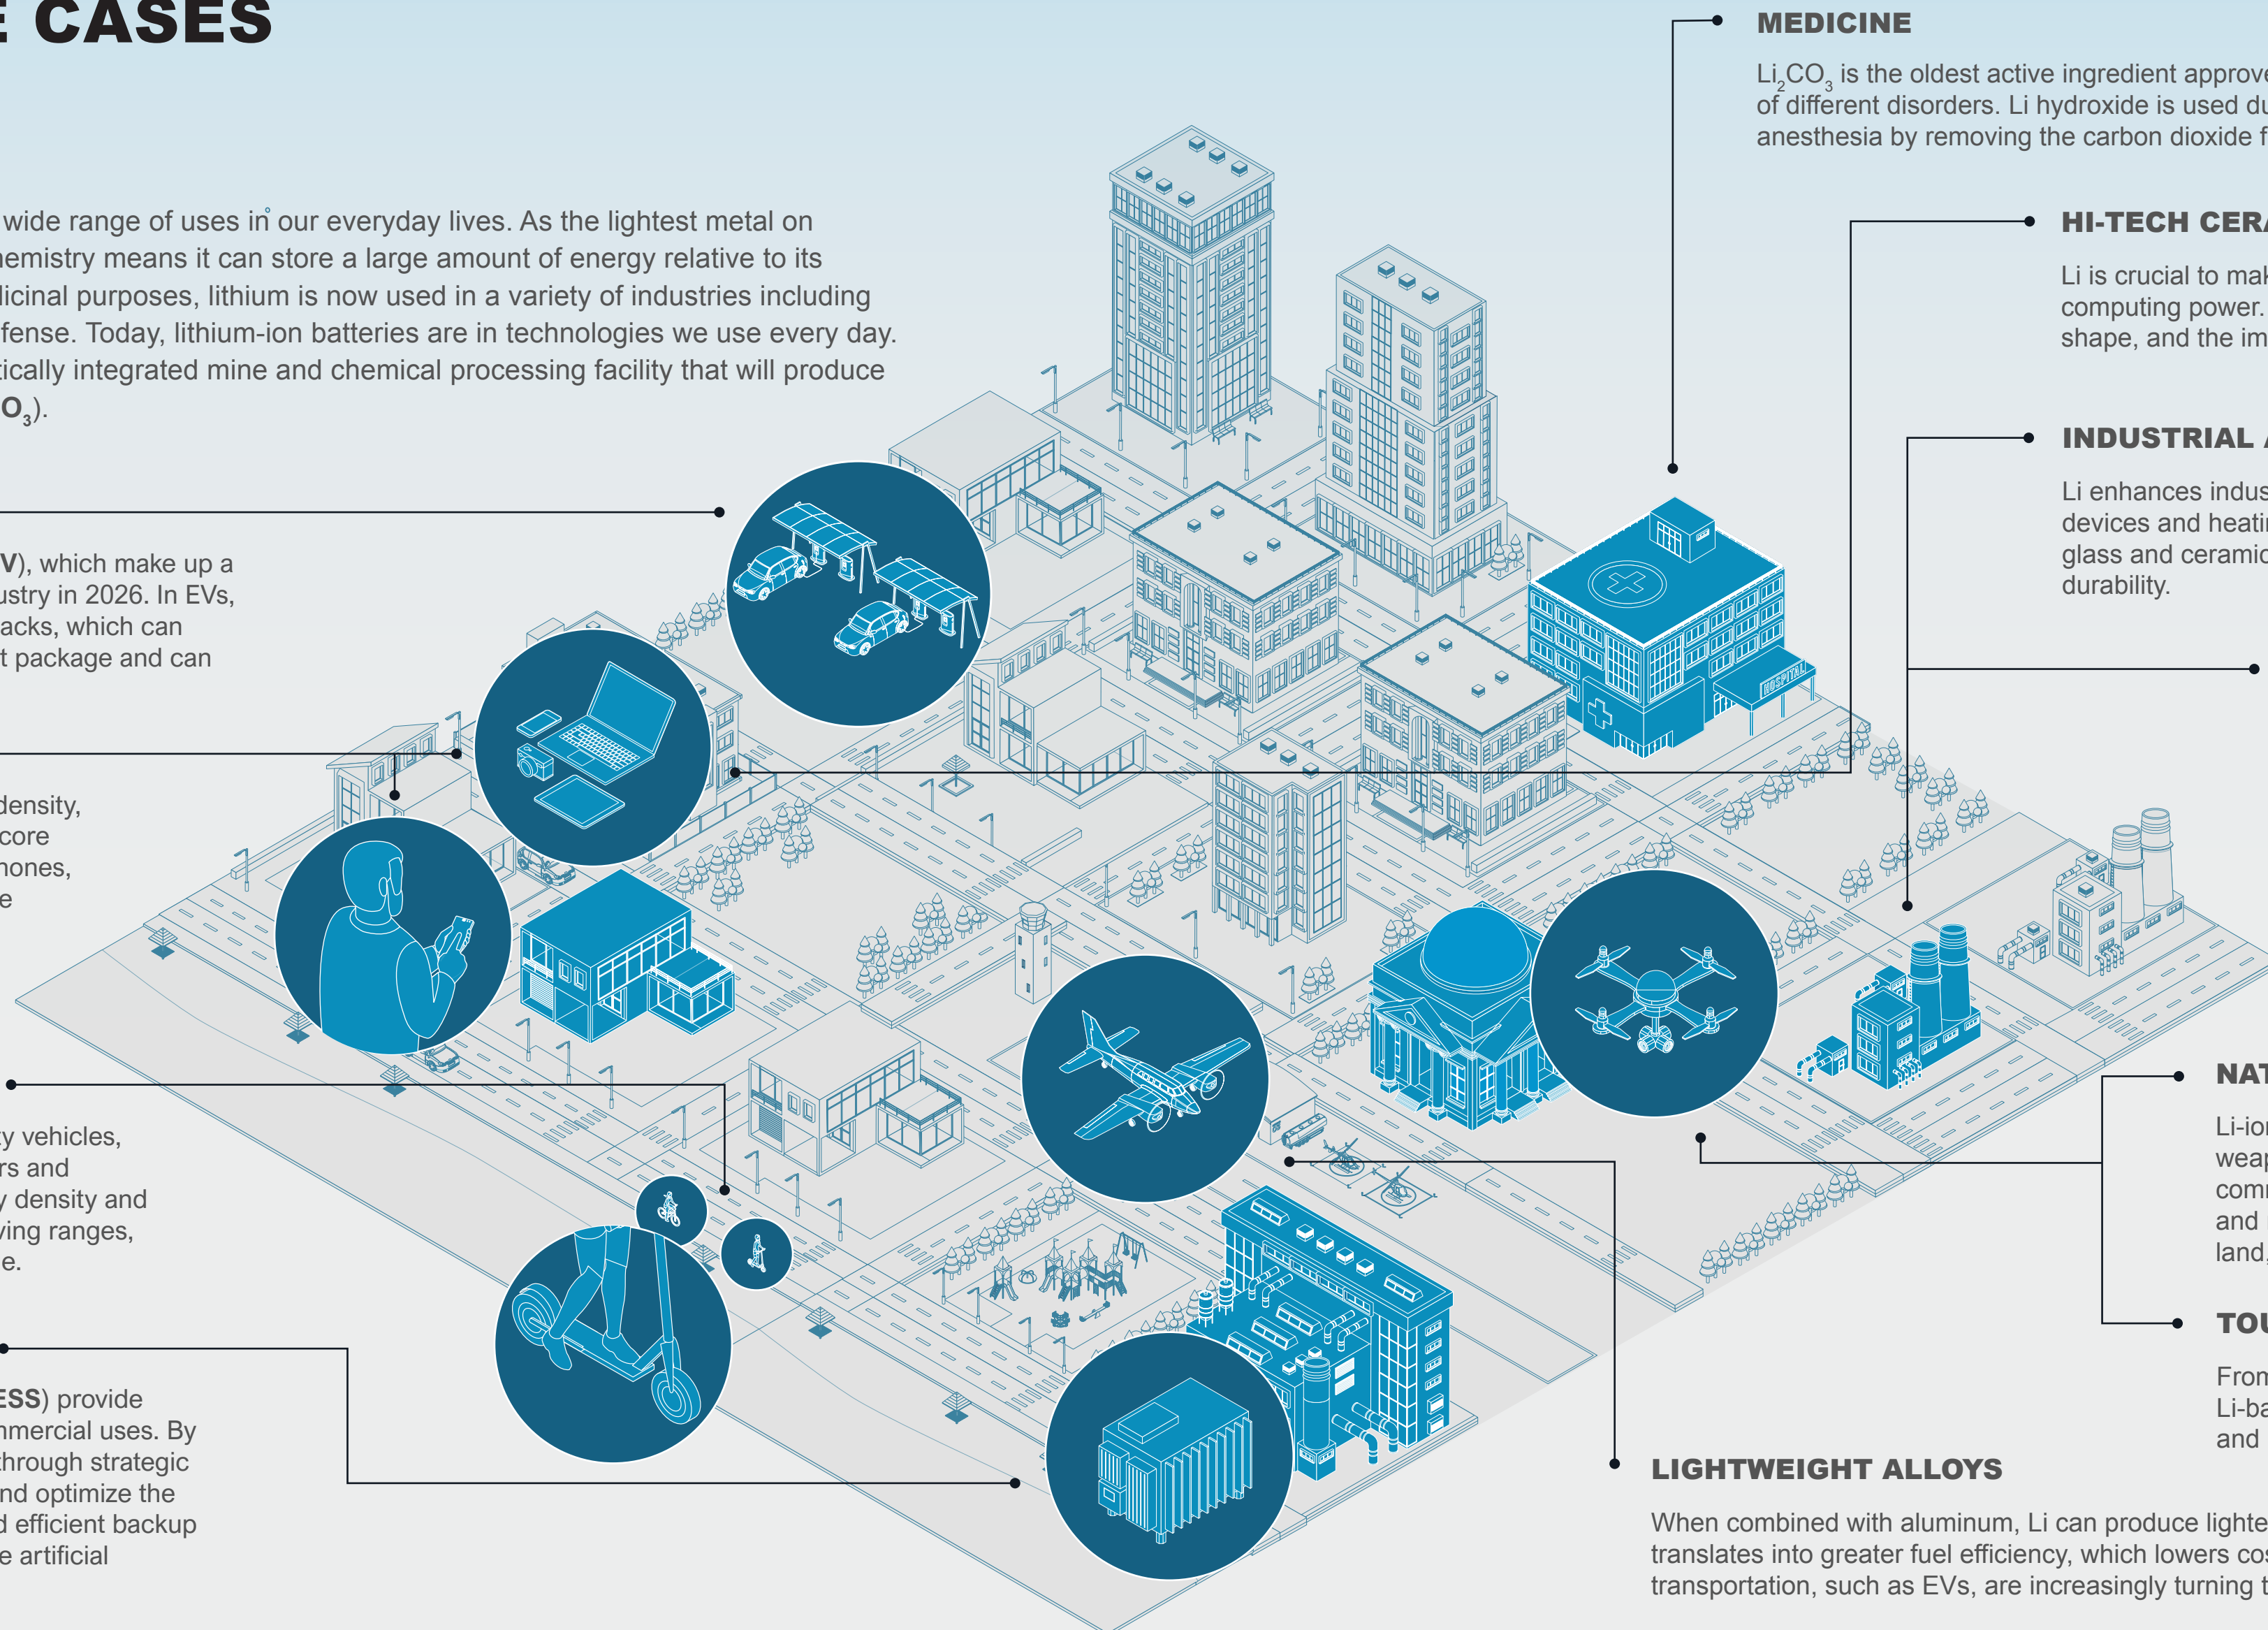 E CASES
wide range of uses in our everyday lives. As the lightest metal on
hemistry means it can store a large amount of energy relative to its
dicinal purposes, lithium is now used in a variety of industries including
fense. Today, lithium-ion batteries are in technologies we use every day.
tically integrated mine and chemical processing facility that will produce
O₃).
V), which make up a
ustry in 2026. In EVs,
acks, which can
t package and can
density,
core
hones,
e
ty vehicles,
rs and
y density and
ving ranges,
e.
ESS) provide
nmercial uses. By
through strategic
nd optimize the
d efficient backup
e artificial
MEDICINE
Li₂CO₃ is the oldest active ingredient approve
of different disorders. Li hydroxide is used du
anesthesia by removing the carbon dioxide f
HI-TECH CERA
Li is crucial to mak
computing power.
shape, and the im
INDUSTRIAL A
Li enhances indus
devices and heatin
glass and ceramic
durability.
HOSPITAL
NAT
Li-ion
weap
comm
and
land,
TOU
From
Li-ba
and
LIGHTWEIGHT ALLOYS
When combined with aluminum, Li can produce lighte
translates into greater fuel efficiency, which lowers cos
transportation, such as EVs, are increasingly turning t